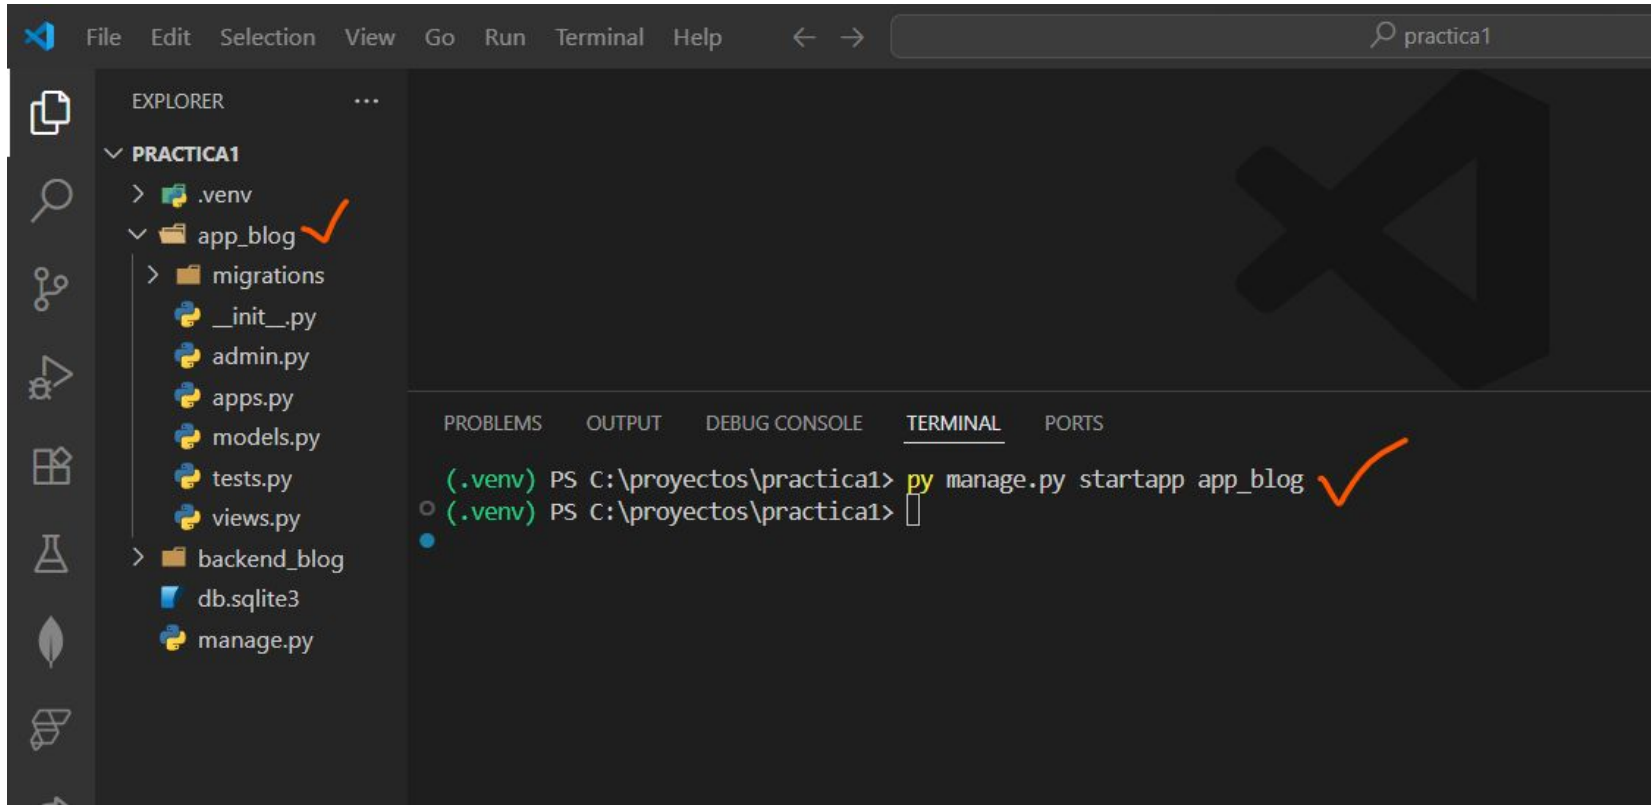 File Edit Selection View Go Run Terminal Help practica1
EXPLORER ...
PRACTICA1
.venv
app_blog
migrations
__init__.py
admin.py
apps.py
models.py
tests.py
views.py
backend_blog
db.sqlite3
manage.py
PROBLEMS OUTPUT DEBUG CONSOLE TERMINAL PORTS
(.venv) PS C:\proyectos\practica1> py manage.py startapp app_blog
(.venv) PS C:\proyectos\practica1>